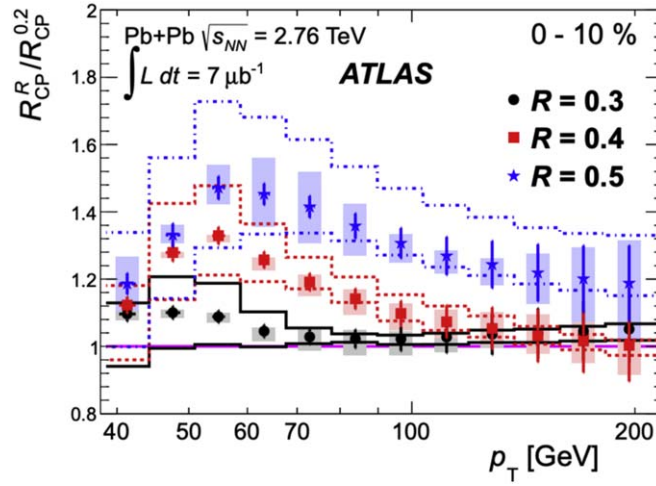 2
1.8
1.6
1.4
1.2
1
0.8
R_CP^R / R_CP^0.2
Pb+Pb √s_NN = 2.76 TeV
∫ L dt = 7 μb⁻¹
ATLAS
0 - 10 %
R = 0.3
R = 0.4
R = 0.5
40 50 60 70 100 200
p_T [GeV]